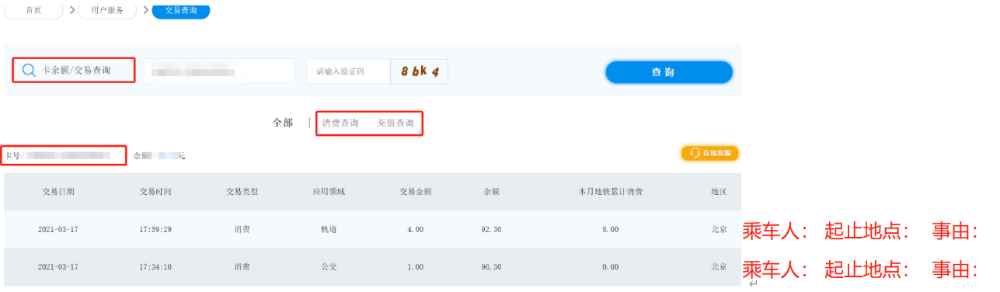 首页 用户服务 交易查询
卡余额/交易查询 请输入验证码 8bk4 查询
全部 | 消费查询 充值查询
卡号 余额 元 在线客服
交易日期 交易时间 交易类型 应用领域 交易金额 余额 本月地铁累计消费 地区
2021-03-17 17:59:29 消费 轨道 4.00 92.30 8.00 北京 乘车人： 起止地点： 事由：
2021-03-17 17:34:10 消费 公交 1.00 96.30 0.00 北京 乘车人： 起止地点： 事由：